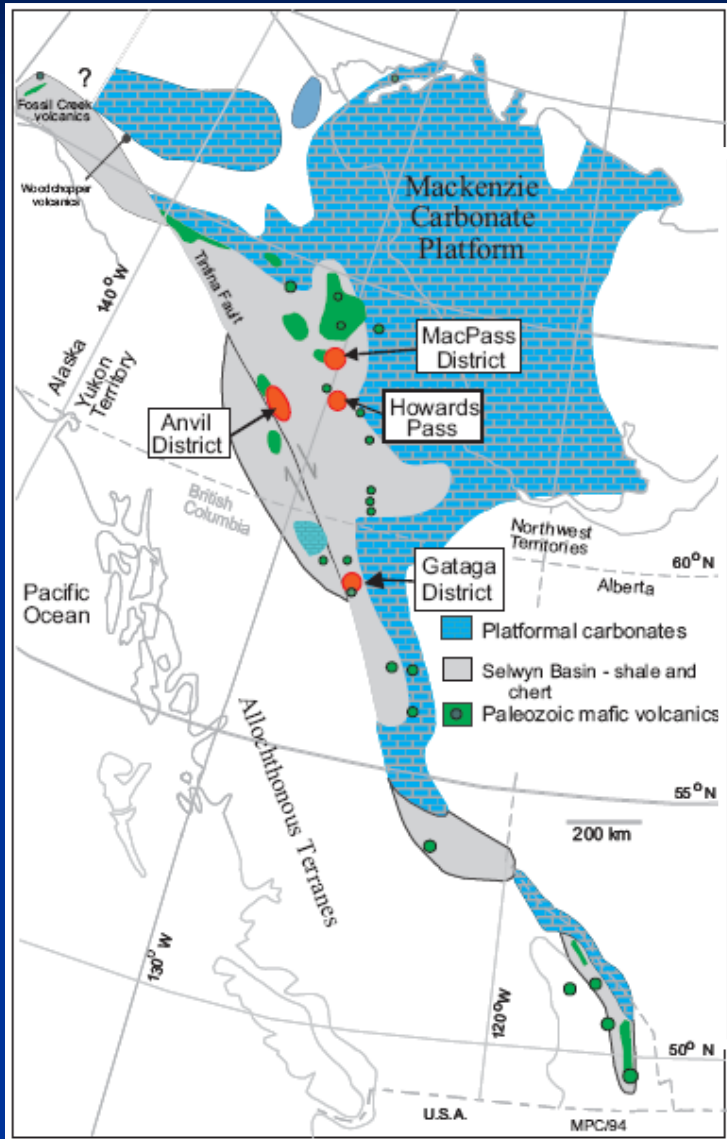 ?
Fossil Creek
volcanics
Woodchopper
volcanics
Mackenzie
Carbonate
Platform
140° W
Tintina Fault
Alaska
Yukon
Territory
MacPass
District
Anvil
District
Howards
Pass
British
Columbia
Northwest
Territories
60° N
Alberta
Pacific
Ocean
Gataga
District
Platformal carbonates
Selwyn Basin - shale and
chert
Paleozoic mafic volcanics
Allochthonous Terranes
55° N
200 km
130° W
120° W
50° N
U.S.A.
MPC/94